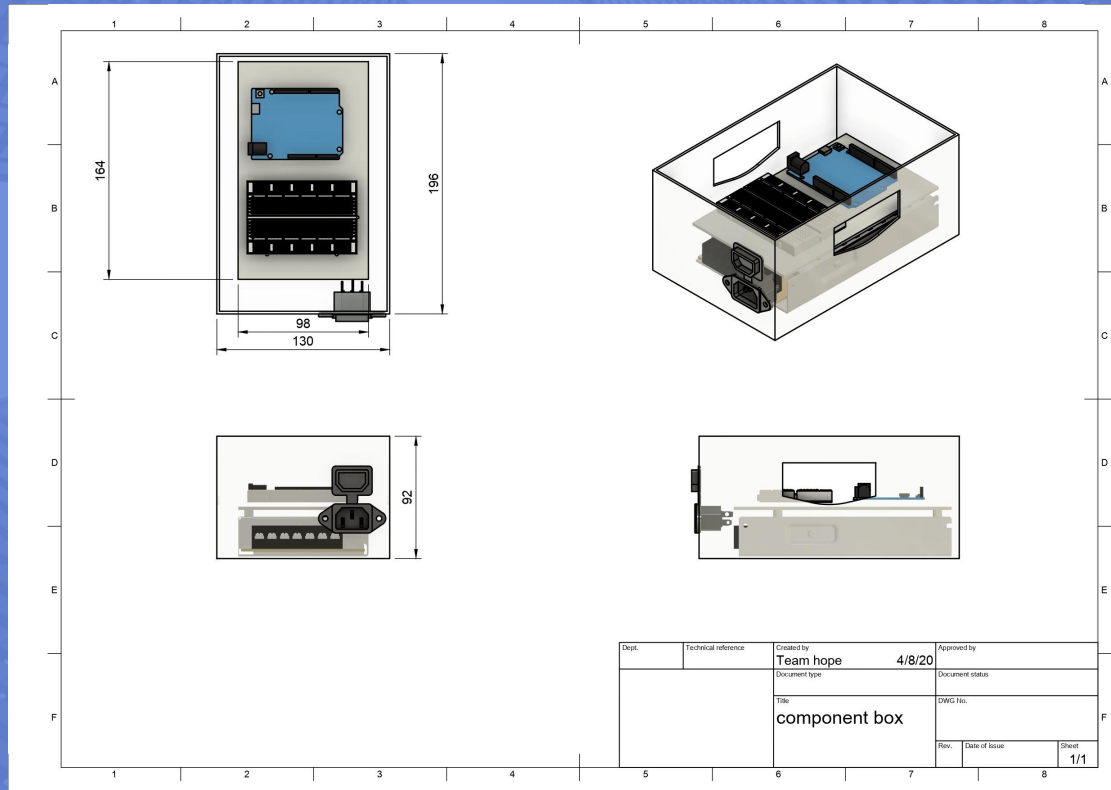 1 2 3 4 5 6 7 8
A A
164
196
B B
98
130
C C
D D
92
E E
Dept. Technical reference Created by Approved by
Team hope 4/8/20
Document type Document status
Title DWG No.
component box
F F
Rev. Date of issue Sheet
1/1
1 2 3 4 5 6 7 8